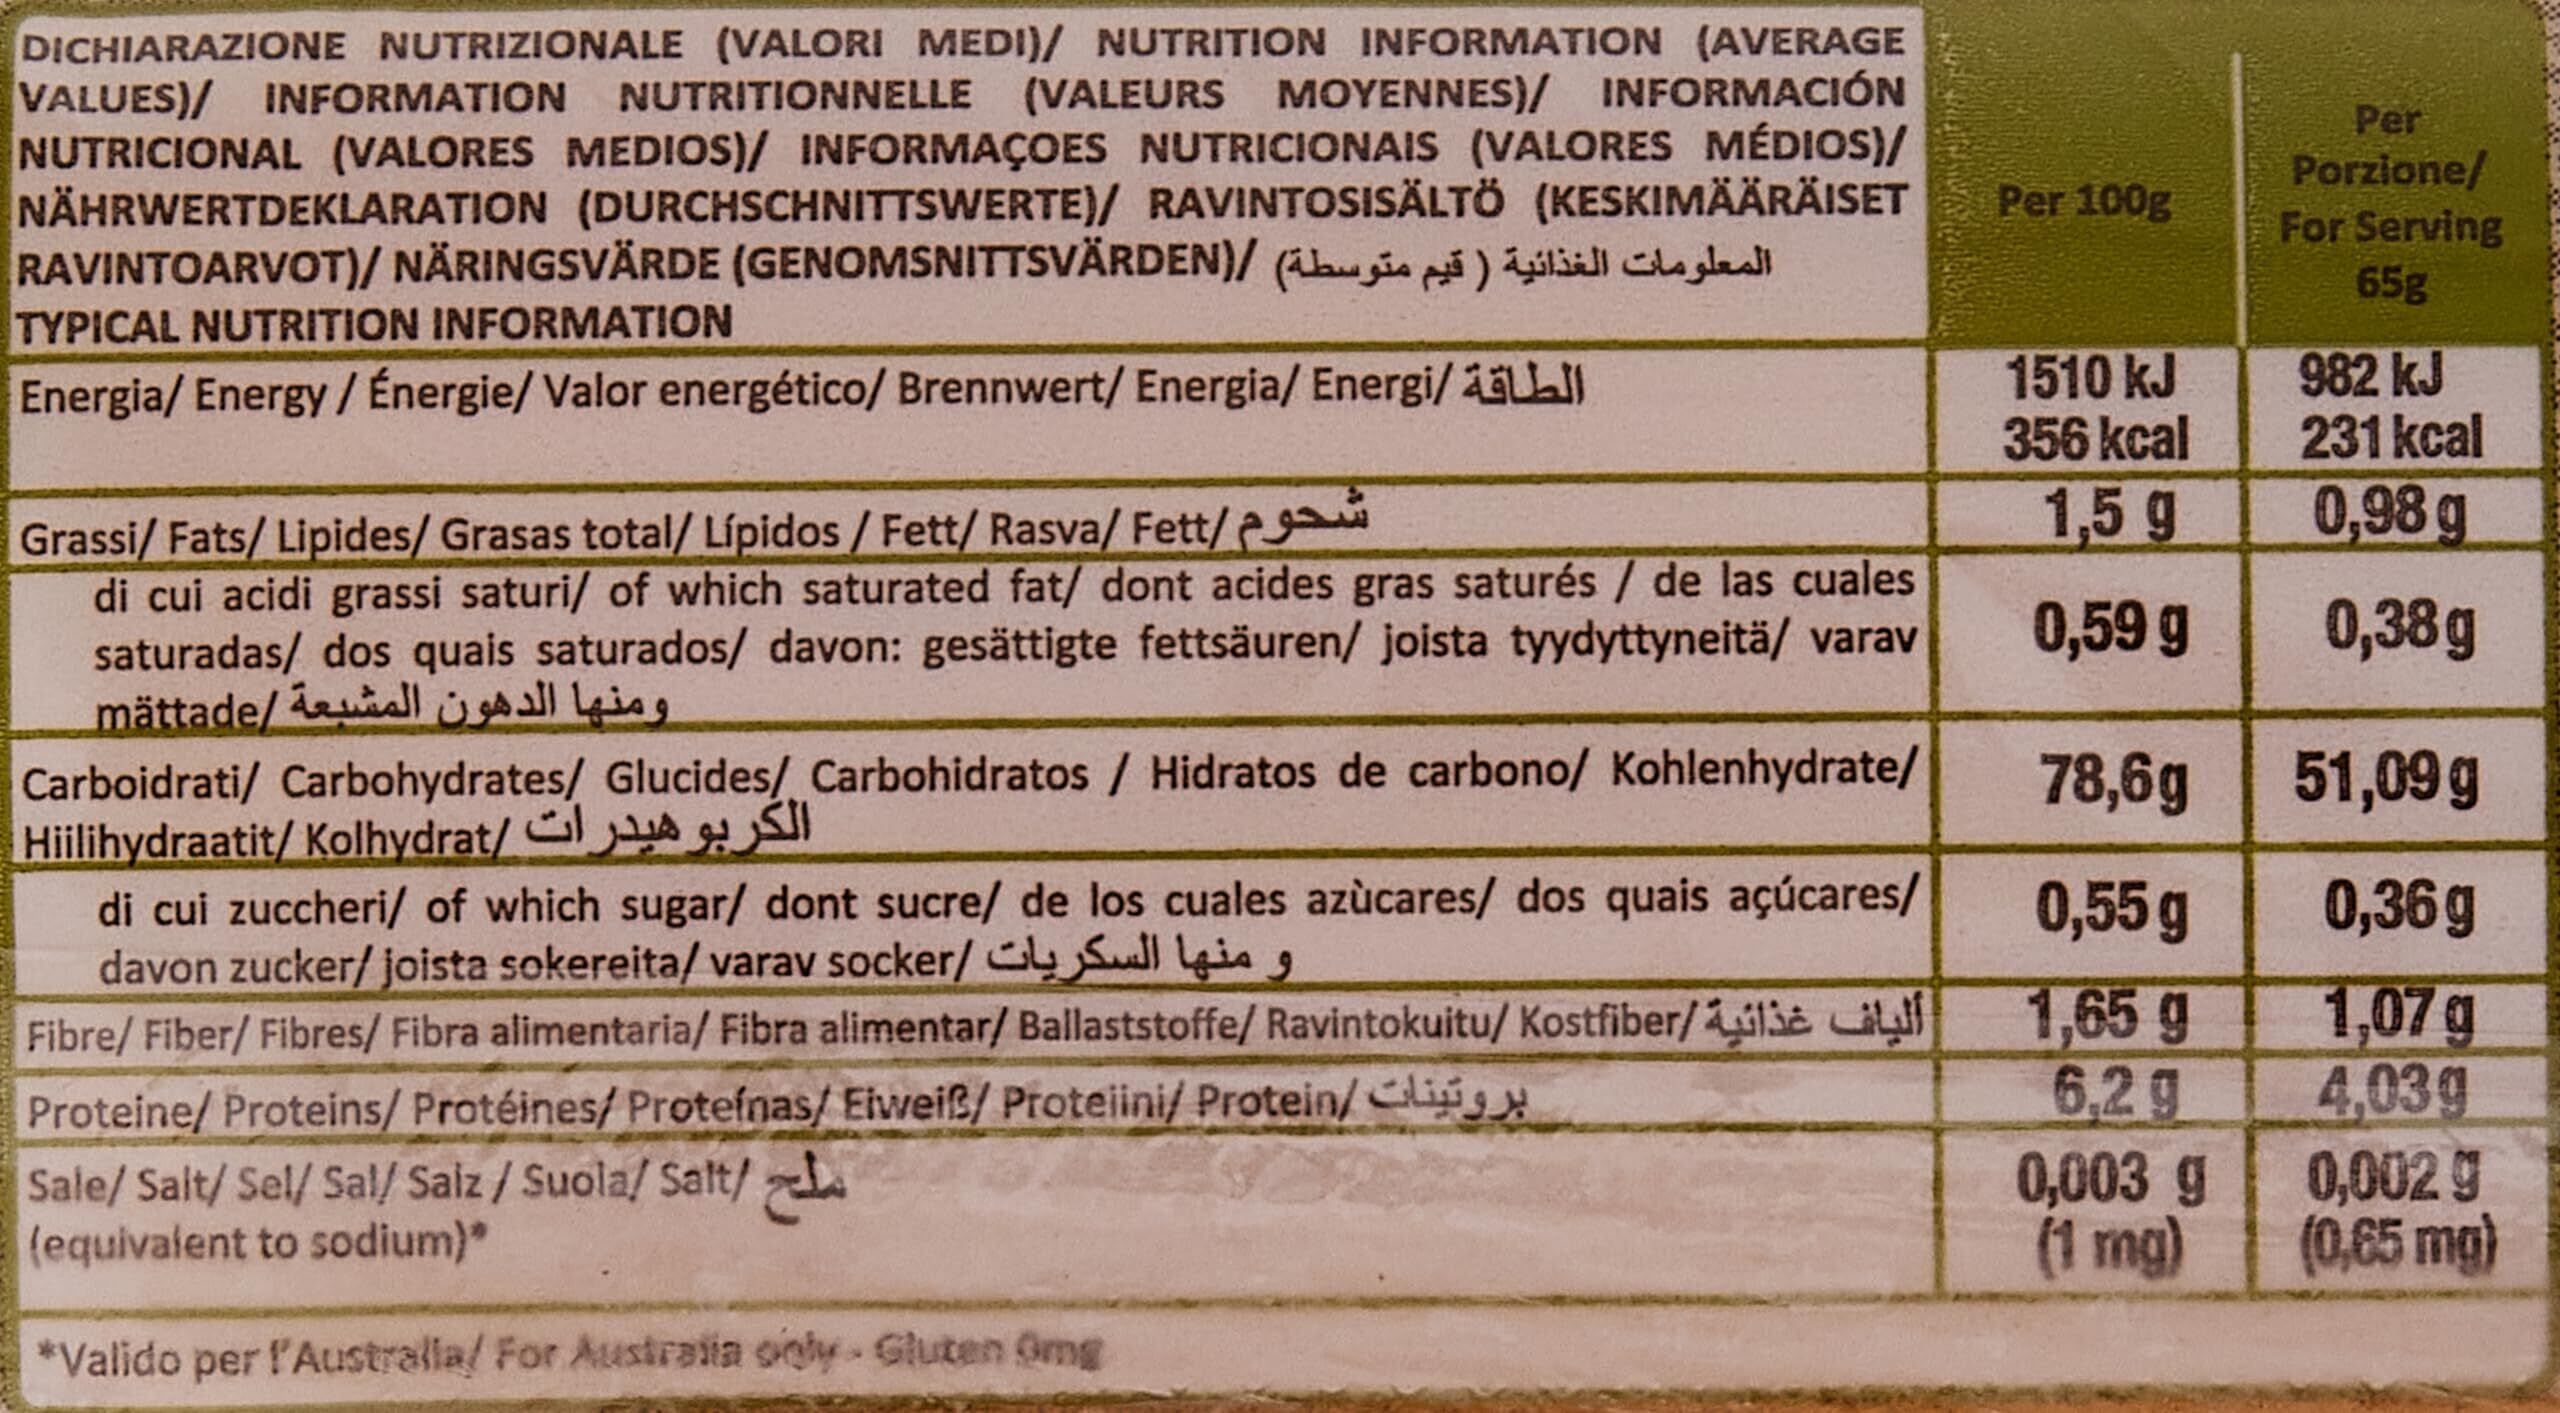 DICHIARAZIONE NUTRIZIONALE (VALORI MEDI)/ NUTRITION INFORMATION (AVERAGE
VALUES)/ INFORMATION NUTRITIONNELLE (VALEURS MOYENNES)/ INFORMACIÓN
NUTRICIONAL (VALORES MEDIOS)/ INFORMAÇOES NUTRICIONAIS (VALORES MÉDIOS)/
NÄHRWERTDEKLARATION (DURCHSCHNITTSWERTE)/ RAVINTOSISÄLTÖ (KESKIMÄÄRÄISET
RAVINTOARVOT)/ NÄRINGSVÄRDE (GENOMSNITTSVÄRDEN)/ المعلومات الغذائية ( قيم متوسطة)
TYPICAL NUTRITION INFORMATION
Per 100g
Per
Porzione/
For Serving
65g
Energia/ Energy / Énergie/ Valor energético/ Brennwert/ Energia/ Energi/ الطاقة
1510 kJ
356 kcal
982 kJ
231 kcal
Grassi/ Fats/ Lipides/ Grasas total/ Lípidos / Fett/ Rasva/ Fett/ شحوم
1,5 g
0,98 g
di cui acidi grassi saturi/ of which saturated fat/ dont acides gras saturés / de las cuales
saturadas/ dos quais saturados/ davon: gesättigte fettsäuren/ joista tyydyttyneitä/ varav
mättade/ ومنها الدهون المشبعة
0,59 g
0,38 g
Carboidrati/ Carbohydrates/ Glucides/ Carbohidratos / Hidratos de carbono/ Kohlenhydrate/
Hiilihydraatit/ Kolhydrat/ الكربوهيدرات
78,6 g
51,09 g
di cui zuccheri/ of which sugar/ dont sucre/ de los cuales azùcares/ dos quais açúcares/
davon zucker/ joista sokereita/ varav socker/ و منها السكريات
0,55 g
0,36 g
Fibre/ Fiber/ Fibres/ Fibra alimentaria/ Fibra alimentar/ Ballaststoffe/ Ravintokuitu/ Kostfiber/ ألياف غذائية
1,65 g
1,07 g
Proteine/ Proteins/ Protéines/ Proteínas/ Eiweiß/ Proteiini/ Protein/ بروتينات
6,2 g
4,03 g
Sale/ Salt/ Sel/ Sal/ Salz / Suola/ Salt/ ملح
(equivalent to sodium)*
0,003 g
(1 mg)
0,002 g
(0,65 mg)
*Valido per l'Australia/ For Australia only - Gluten 0mg